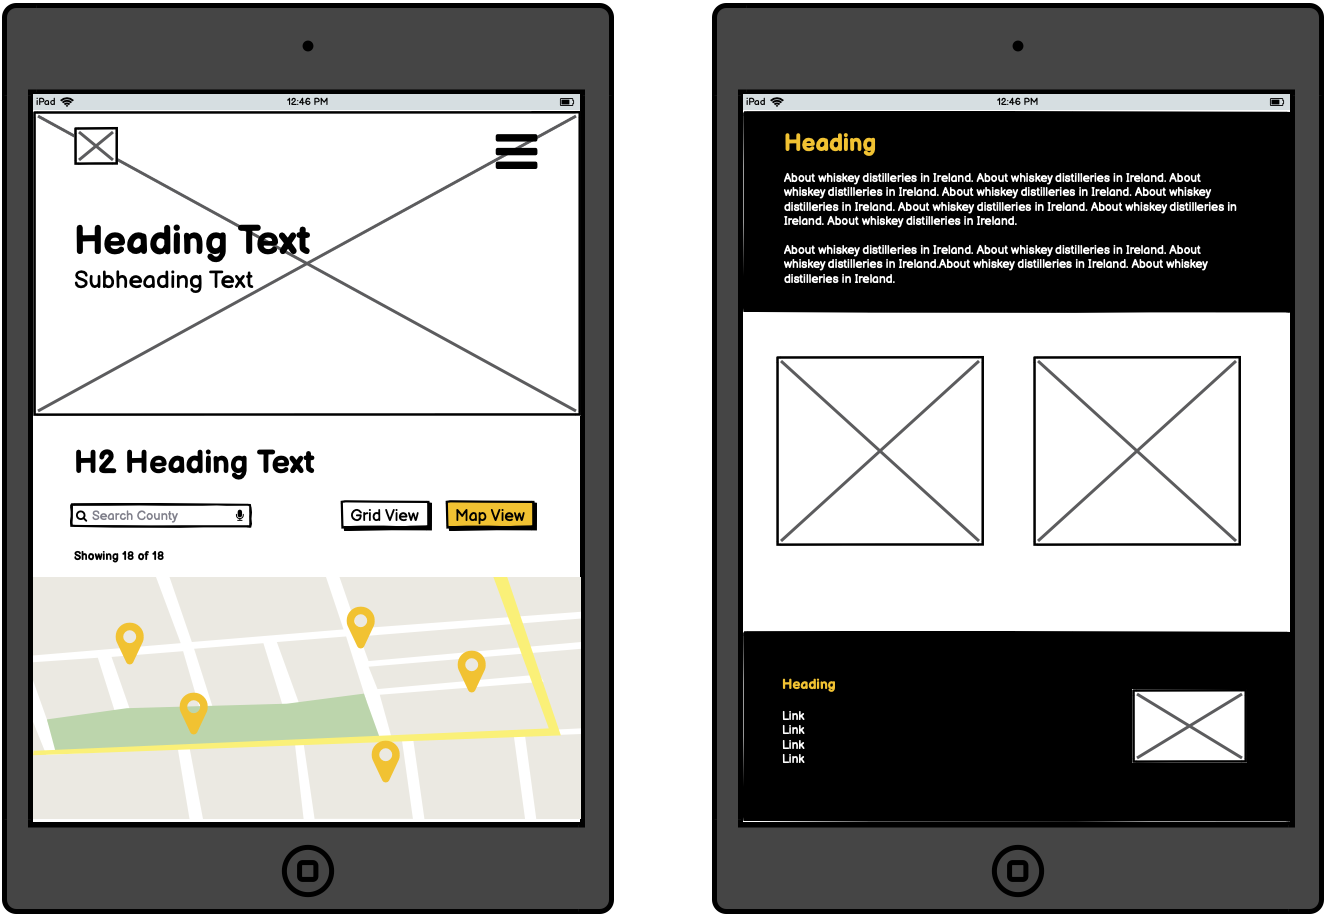 iPad
12:46 PM
Heading Text
Subheading Text
H2 Heading Text
Search County
Grid View
Map View
Showing 18 of 18
iPad
12:46 PM
Heading
About whiskey distilleries in Ireland. About whiskey distilleries in Ireland. About
whiskey distilleries in Ireland. About whiskey distilleries in Ireland. About whiskey
distilleries in Ireland. About whiskey distilleries in Ireland. About whiskey distilleries in
Ireland. About whiskey distilleries in Ireland.
About whiskey distilleries in Ireland. About whiskey distilleries in Ireland. About
whiskey distilleries in Ireland.About whiskey distilleries in Ireland. About whiskey
distilleries in Ireland.
Heading
Link
Link
Link
Link